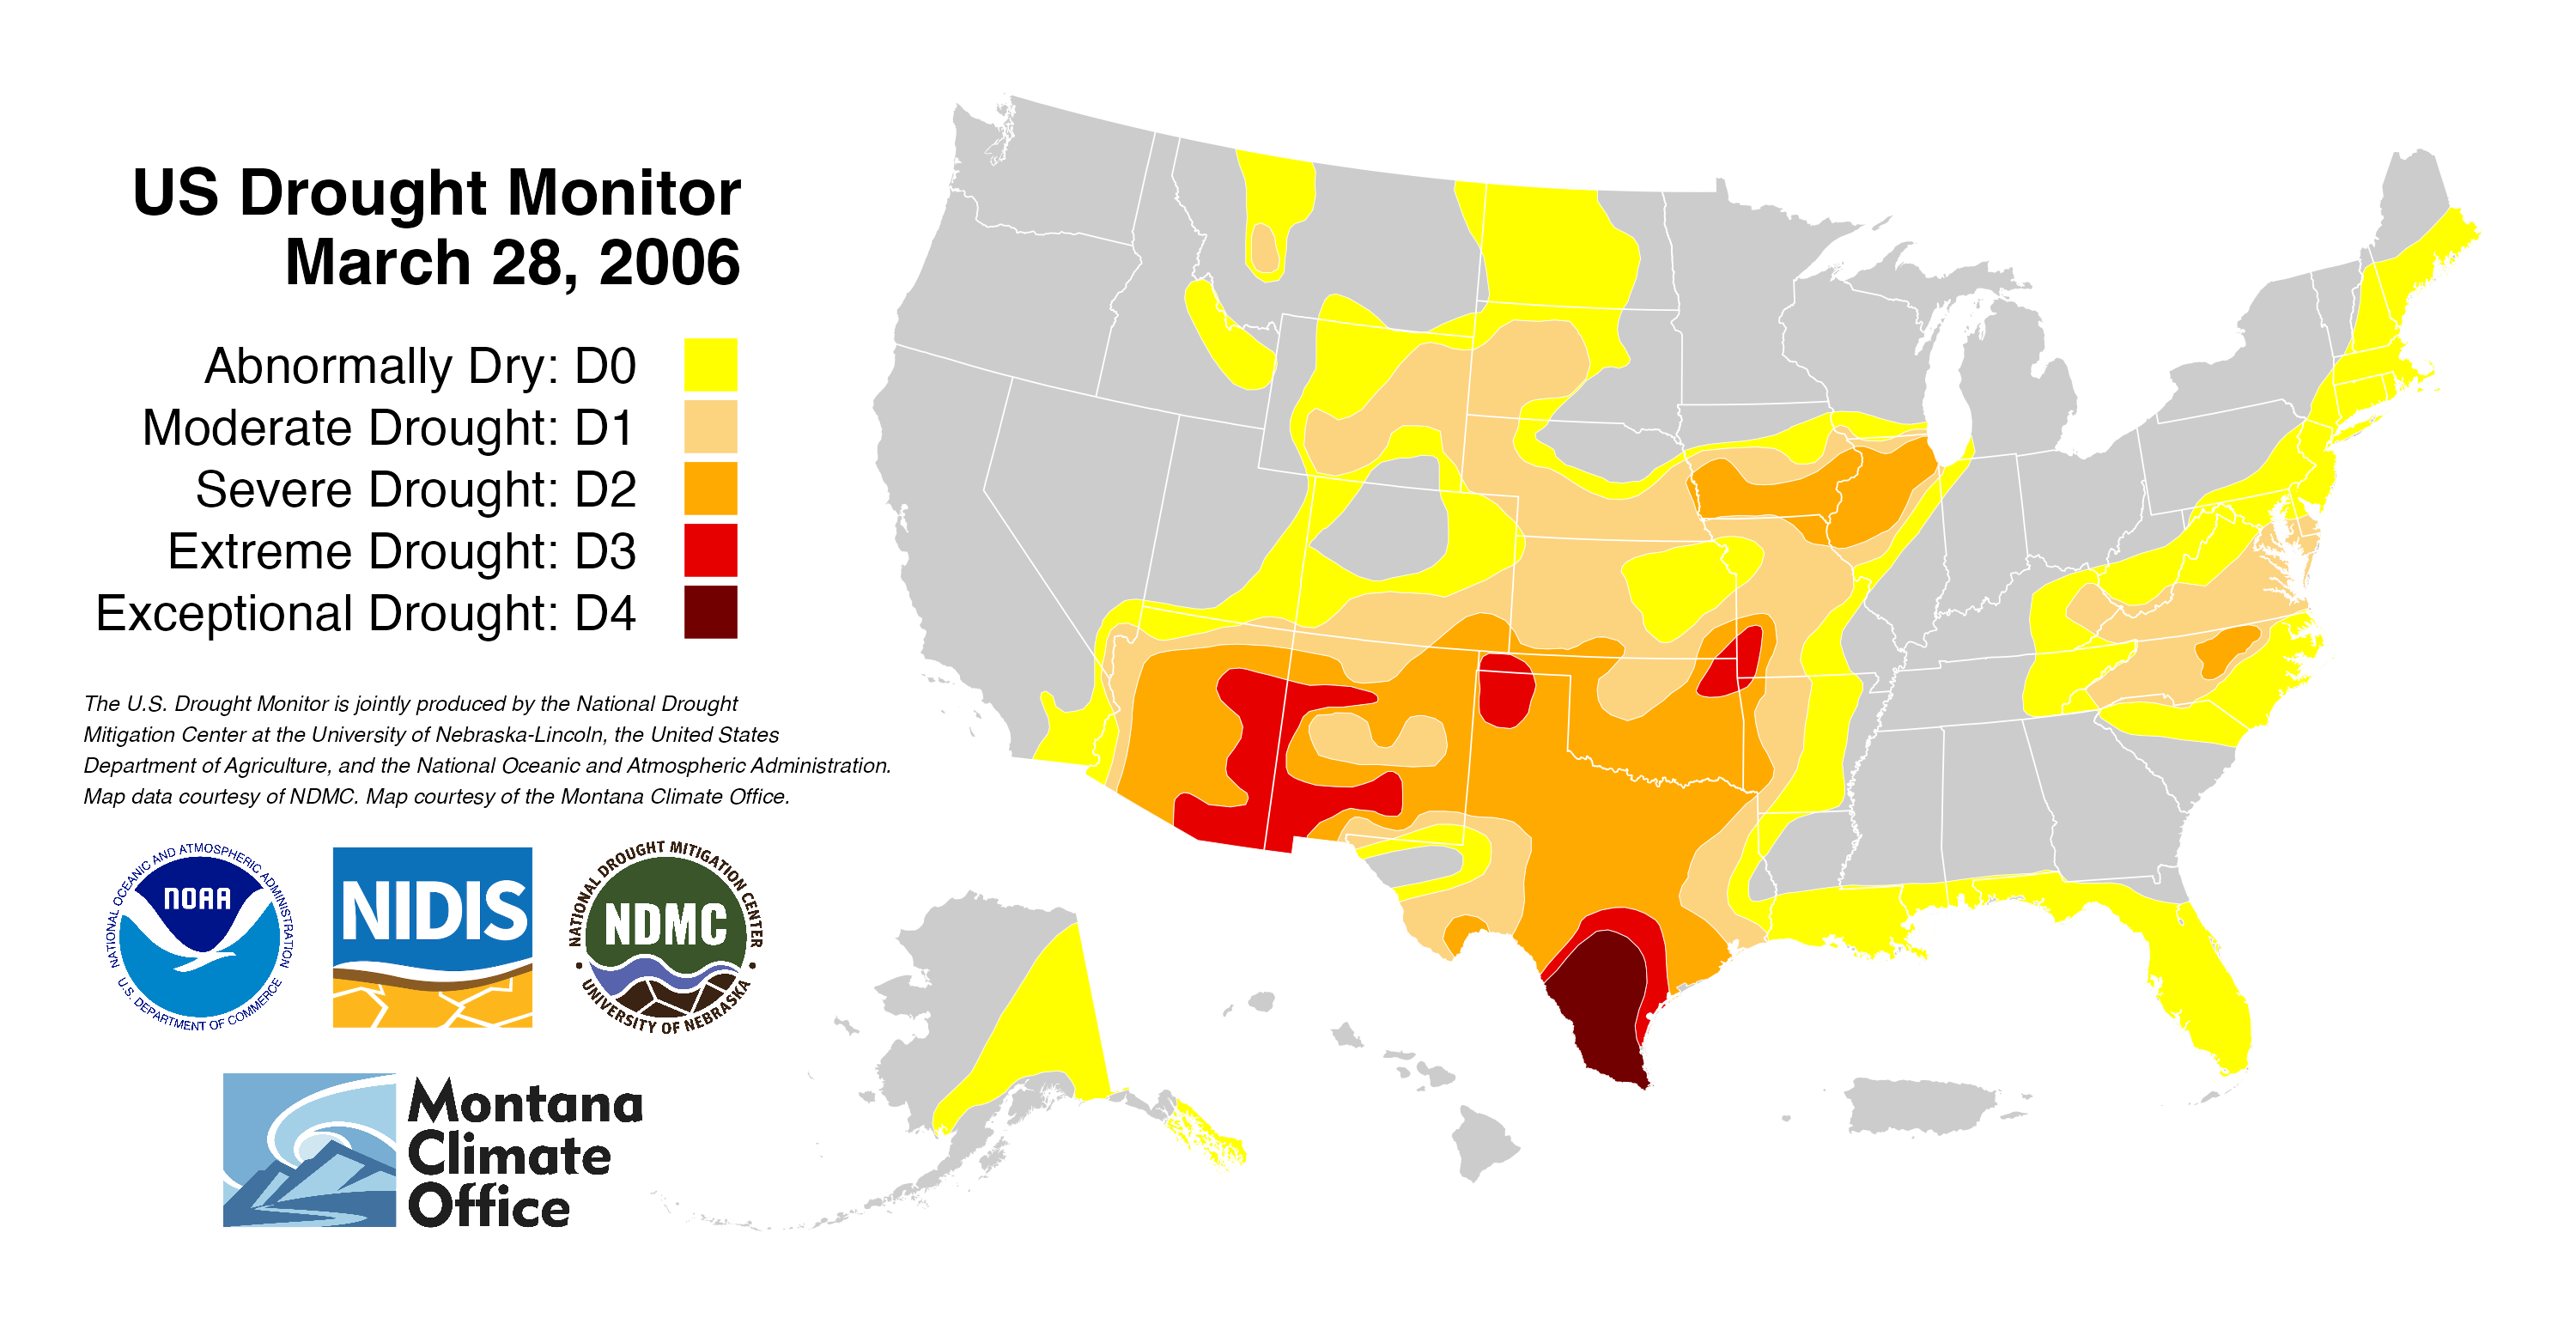 US Drought Monitor
March 28, 2006
Abnormally Dry: D0
Moderate Drought: D1
Severe Drought: D2
Extreme Drought: D3
Exceptional Drought: D4
The U.S. Drought Monitor is jointly produced by the National Drought
Mitigation Center at the University of Nebraska-Lincoln, the United States
Department of Agriculture, and the National Oceanic and Atmospheric Administration.
Map data courtesy of NDMC. Map courtesy of the Montana Climate Office.
NATIONAL OCEANIC AND ATMOSPHERIC ADMINISTRATION
NOAA
U.S. DEPARTMENT OF COMMERCE
NIDIS
NATIONAL DROUGHT MITIGATION CENTER
NDMC
UNIVERSITY OF NEBRASKA
Montana
Climate
Office